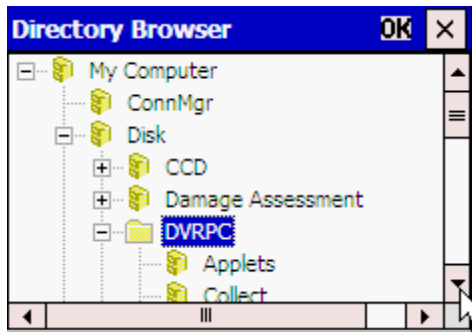 Directory Browser OK
My Computer
ConnMgr
Disk
CCD
Damage Assessment
DVRPC
Applets
Collect